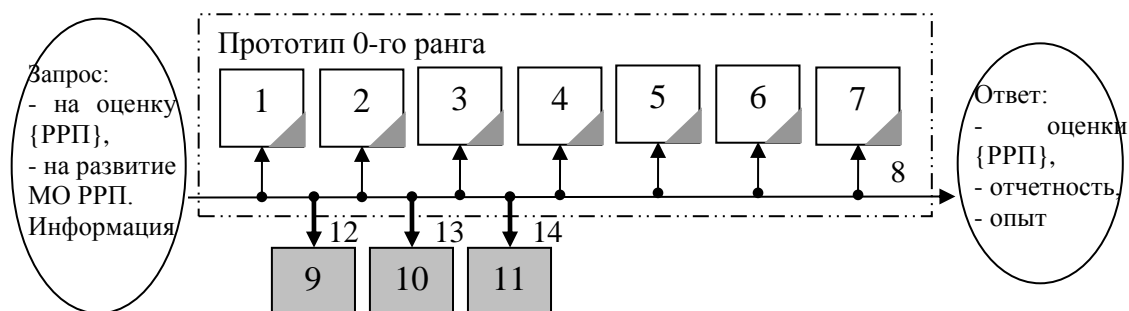 Прототип 0-го ранга
Запрос:
- на оценку
{РРП},
- на развитие
МО РРП.
Информация
1 2 3 4 5 6 7
8
Ответ:
- оценки
{РРП},
- отчетность,
- опыт
12 13 14
9 10 11